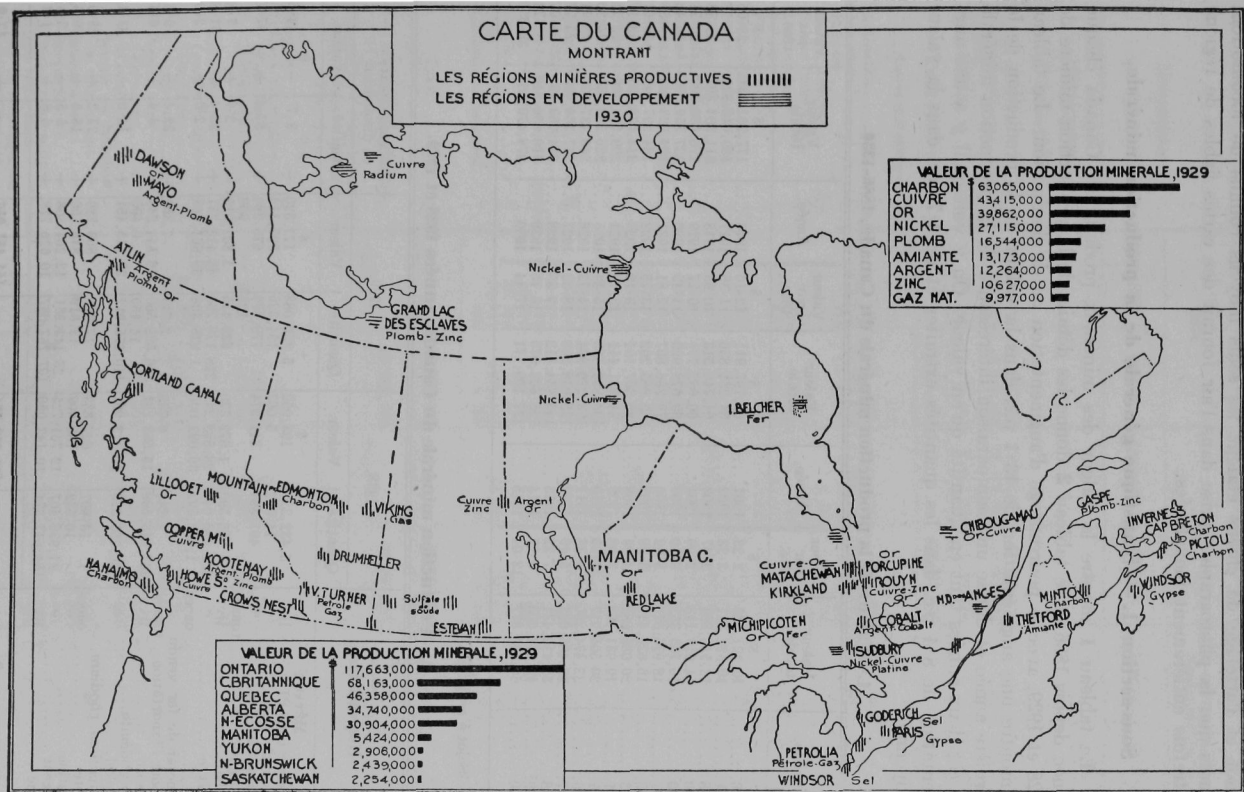 CARTE DU CANADA
MONTRANT
LES RÉGIONS MINIÈRES PRODUCTIVES
LES RÉGIONS EN DEVELOPPEMENT
1930
DAWSON
Or
MAYO
Argent-Plomb
Cuivre
Radium
VALEUR DE LA PRODUCTION MINERALE, 1929
$
CHARBON 63,065,000
CUIVRE 43,415,000
OR 39,862,000
NICKEL 27,115,000
PLOMB 16,544,000
AMIANTE 13,173,000
ARGENT 12,264,000
ZINC 10,627,000
GAZ NAT. 9,977,000
ATLIN
Argent
Plomb-Or
Nickel-Cuivre
GRAND LAC
DES ESCLAVES
Plomb-Zinc
PORTLAND CANAL
Nickel-Cuivre
I. BELCHER
Fer
LILLOOET
Or
MOUNTAIN
EDMONTON
Charbon
VIKING
Gas
Cuivre
Zinc
Argent
Or
CHIBOUGAMAU
Or-Cuivre
GASPE
Plomb-Zinc
INVERNESS
CAP BRETON
Charbon
PICTOU
Charbon
COPPER M
Cuivre
KOOTENAY
Argent-Plomb
Zinc
DRUMHELLER
NANAIMO
Charbon
HOWE S.
Cuivre
CROWS NEST
V. TURNER
Pétrole
Gaz
Sulfate
soude
ESTEVAN
MANITOBA C.
Or
RED LAKE
Or
Cuivre-Or
MATACHEWAN
KIRKLAND
Or
Or
PORCUPINE
ROUYN
Cuivre-Zinc
Or
COBALT
Argent Cobalt
N.D. DES ANGES
MINTO
Charbon
WINDSOR
Gypse
THETFORD
Amiante
MICHIPICOTEN
Or Fer
SUDBURY
Nickel-Cuivre
Platine
GODERICH
Sel
PARIS
Gypse
PETROLIA
Pétrole-Gaz
WINDSOR Sel
VALEUR DE LA PRODUCTION MINERALE, 1929
$
ONTARIO 117,663,000
C.BRITANNIQUE 68,163,000
QUEBEC 46,358,000
ALBERTA 34,740,000
N-ECOSSE 30,904,000
MANITOBA 5,424,000
YUKON 2,906,000
N-BRUNSWICK 2,439,000
SASKATCHEWAN 2,254,000